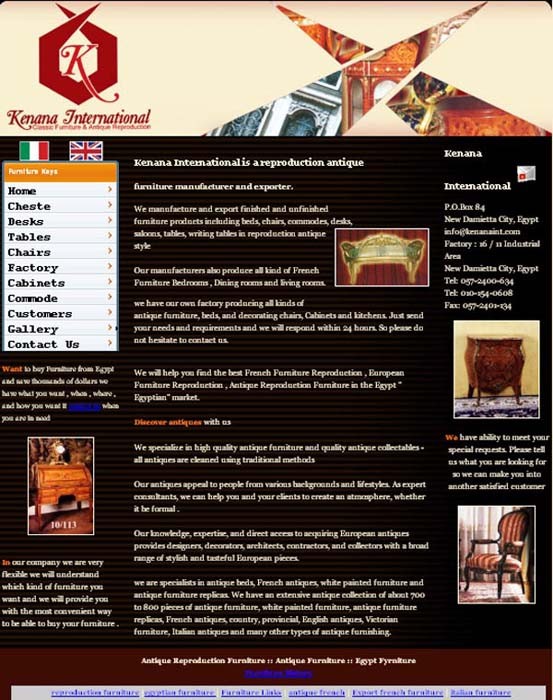 K
Kenana International
Classic Furniture & Antique Reproduction
Furniture Keys
Home
Cheste
Desks
Tables
Chairs
Factory
Cabinets
Commode
Customers
Gallery
Contact Us
Want to buy Furniture from Egypt
and save thousands of dollars we
have what you want , when , where ,
and how you want it when
you are in need
10/113
In our company we are very
flexible we will understand
which kind of furniture you
want and we will provide you
with the most convenient way
to be able to buy your furniture .
Kenana International is a reproduction antique
furniture manufacturer and exporter.
We manufacture and export finished and unfinished
furniture products including beds, chairs, commodes, desks,
saloons, tables, writing tables in reproduction antique
style
Our manufacturers also produce all kind of French
Furniture Bedrooms , Dining rooms and living rooms.
we have our own factory producing all kinds of
antique furniture, beds, and decorating chairs, Cabinets and kitchens. Just send
your needs and requirements and we will respond within 24 hours. So please do
not hesitate to contact us.
We will help you find the best French Furniture Reproduction , European
Furniture Reproduction , Antique Reproduction Furniture in the Egypt "
Egyptian" market.
Discover antiques with us
We specialize in high quality antique furniture and quality antique collectables -
all antiques are cleaned using traditional methods
Our antiques appeal to people from various backgrounds and lifestyles. As expert
consultants, we can help you and your clients to create an atmosphere, whether
it be formal .
Our knowledge, expertise, and direct access to acquiring European antiques
provides designers, decorators, architects, contractors, and collectors with a broad
range of stylish and tasteful European pieces.
we are specialists in antique beds, French antiques, white painted furniture and
antique furniture replicas. We have an extensive antique collection of about 700
to 800 pieces of antique furniture, white painted furniture, antique furniture
replicas, French antiques, country, provincial, English antiques, Victorian
furniture, Italian antiques and many other types of antique furnishing.
Kenana
International
P.O.Box 84
New Damietta City, Egypt
info@kenanaint.com
Factory : 16 / 11 Industrial
Area
New Damietta City, Egypt
Tel: 057-2400-634
Tel: 010-154-0608
Fax: 057-2401-134
We have ability to meet your
special requests. Please tell
us what you are looking for
so we can make you into
another satisfied customer
Antique Reproduction Furniture :: Antique Furniture :: Egypt Fyrniture
reproduction furniture egyptian furniture Furniture Links antique french Export french furniture italian furniture